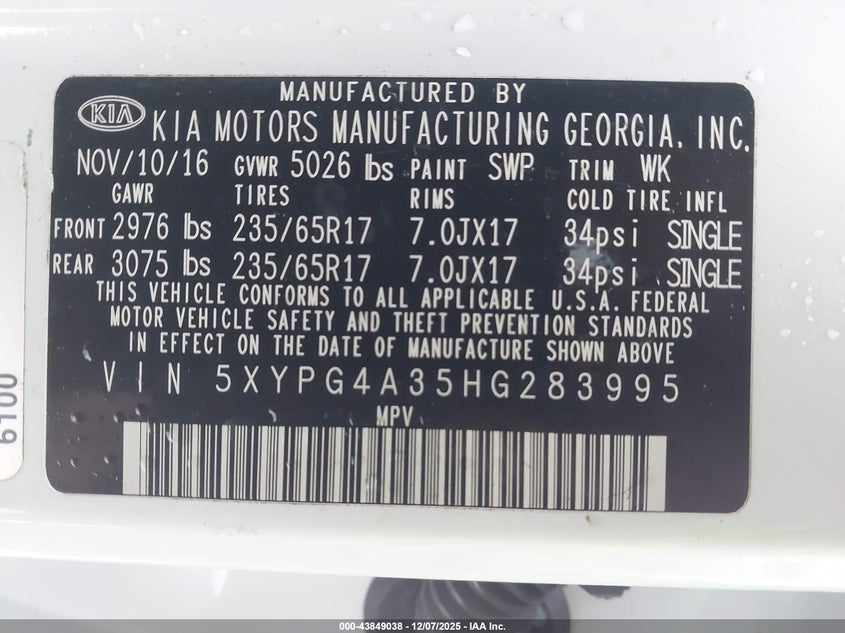 MANUFACTURED BY
KIA KIA MOTORS MANUFACTURING GEORGIA, INC.
NOV/10/16 GVWR 5026 lbs PAINT SWP TRIM WK
GAWR TIRES RIMS COLD TIRE INFL
FRONT 2976 lbs 235/65R17 7.0JX17 34psi SINGLE
REAR 3075 lbs 235/65R17 7.0JX17 34psi SINGLE
THIS VEHICLE CONFORMS TO ALL APPLICABLE U.S.A. FEDERAL
MOTOR VEHICLE SAFETY AND THEFT PREVENTION STANDARDS
IN EFFECT ON THE DATE OF MANUFACTURE SHOWN ABOVE
VIN 5XYPG4A35HG283995
MPV
6100
000-43849038 - 12/07/2025 - IAA Inc.